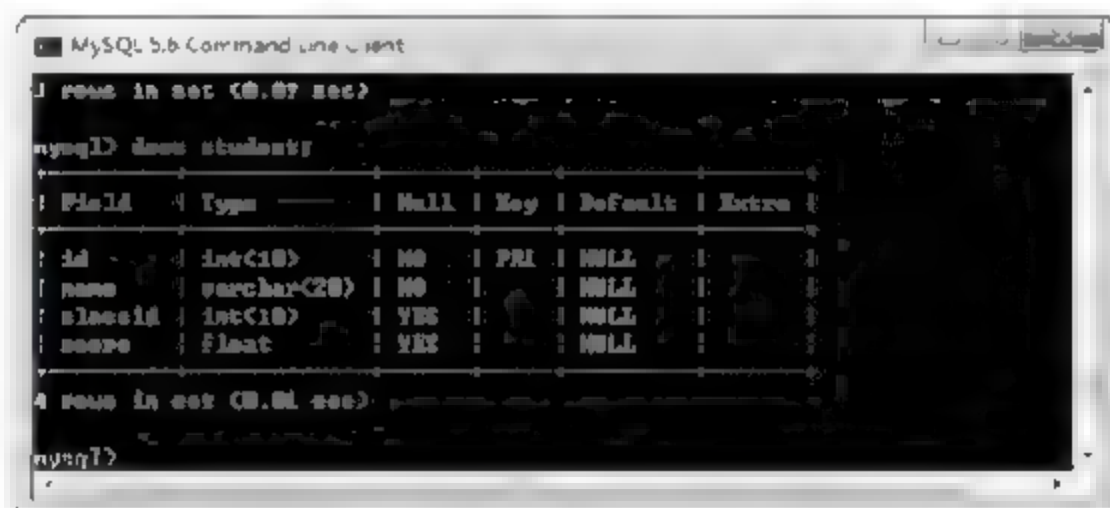 MySQL 5.6 Command Line Client
rows in set (0.07 sec)
mysql> desc student;
| Field | Type | Null | Key | Default | Extra |
| id | int(10) | NO | PRI | NULL | |
| name | varchar(20) | NO | | NULL | |
| classid | int(10) | YES | | NULL | |
| score | float | YES | | NULL | |
4 rows in set (0.01 sec)
mysql>